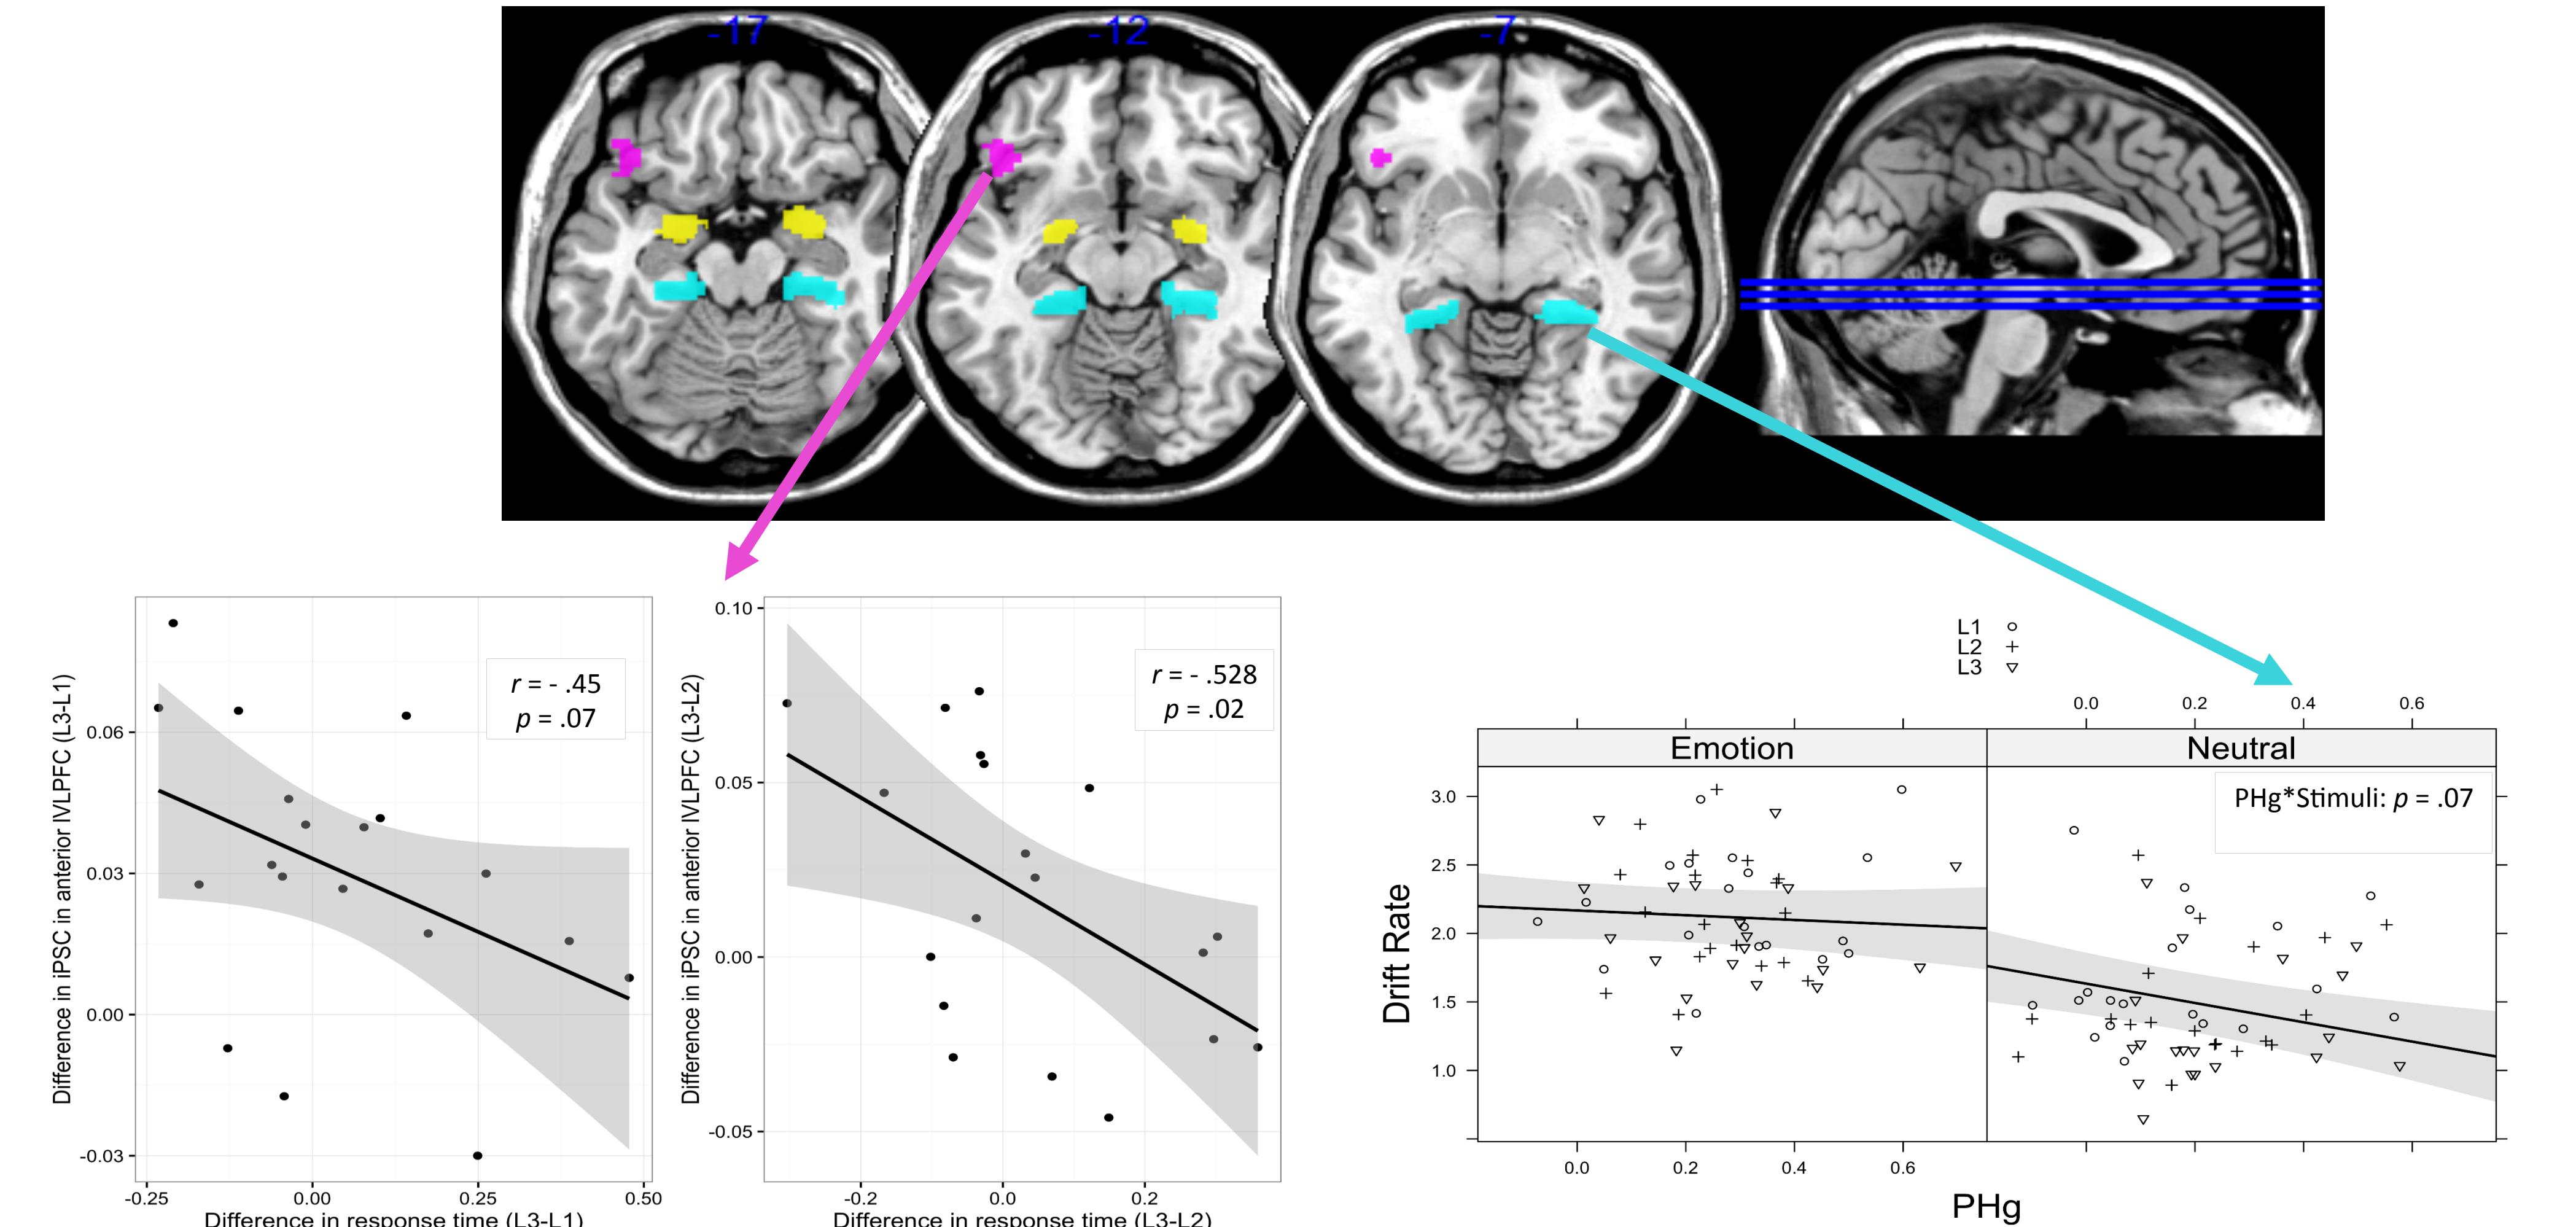 -17
-12
-7
Difference in iPSC in anterior lVLPFC (L3-L1)
0.06
0.03
0.00
-0.03
r = - .45
p = .07
-0.25
0.00
0.25
0.50
Difference in response time (L3-L1)
Difference in iPSC in anterior lVLPFC (L3-L2)
0.10
0.05
0.00
-0.05
r = - .528
p = .02
-0.2
0.0
0.2
Difference in response time (L3-L2)
L1
L2
L3
0.0
0.2
0.4
0.6
Emotion
Neutral
PHg*Stimuli: p = .07
Drift Rate
3.0
2.5
2.0
1.5
1.0
0.0
0.2
0.4
0.6
PHg